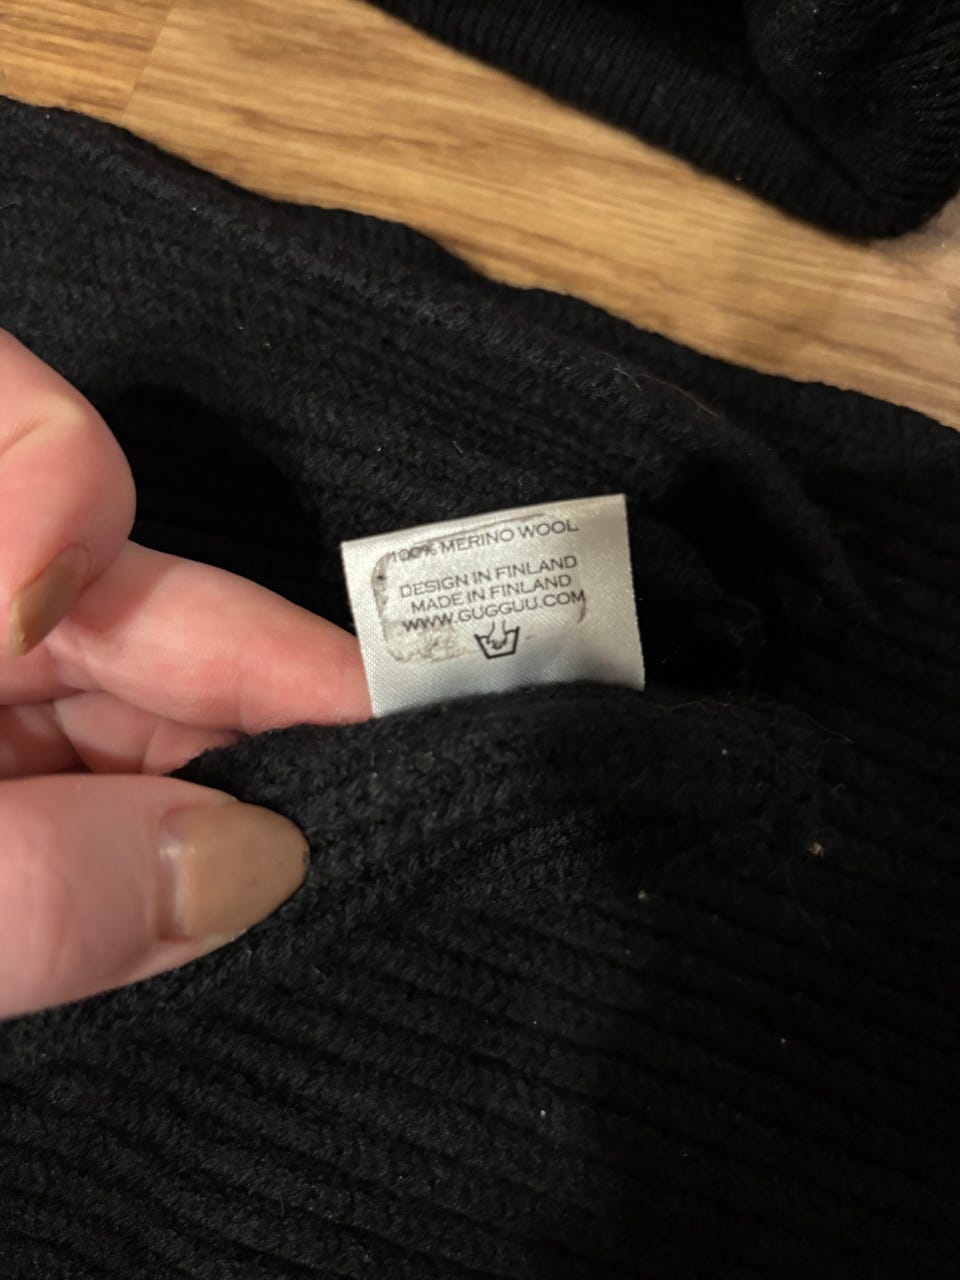 100% MERINO WOOL
DESIGN IN FINLAND
MADE IN FINLAND
WWW.GUGGUU.COM